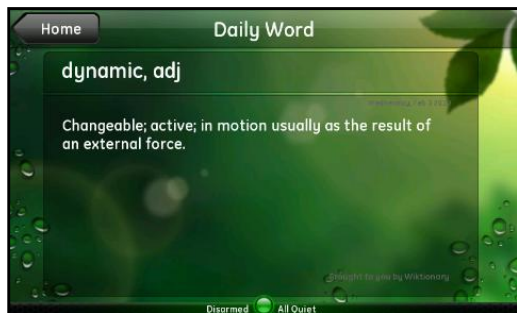 Home
Daily Word
dynamic, adj
Changeable; active; in motion usually as the result of
an external force.
Brought to you by Wiktionary
Disarmed All Quiet